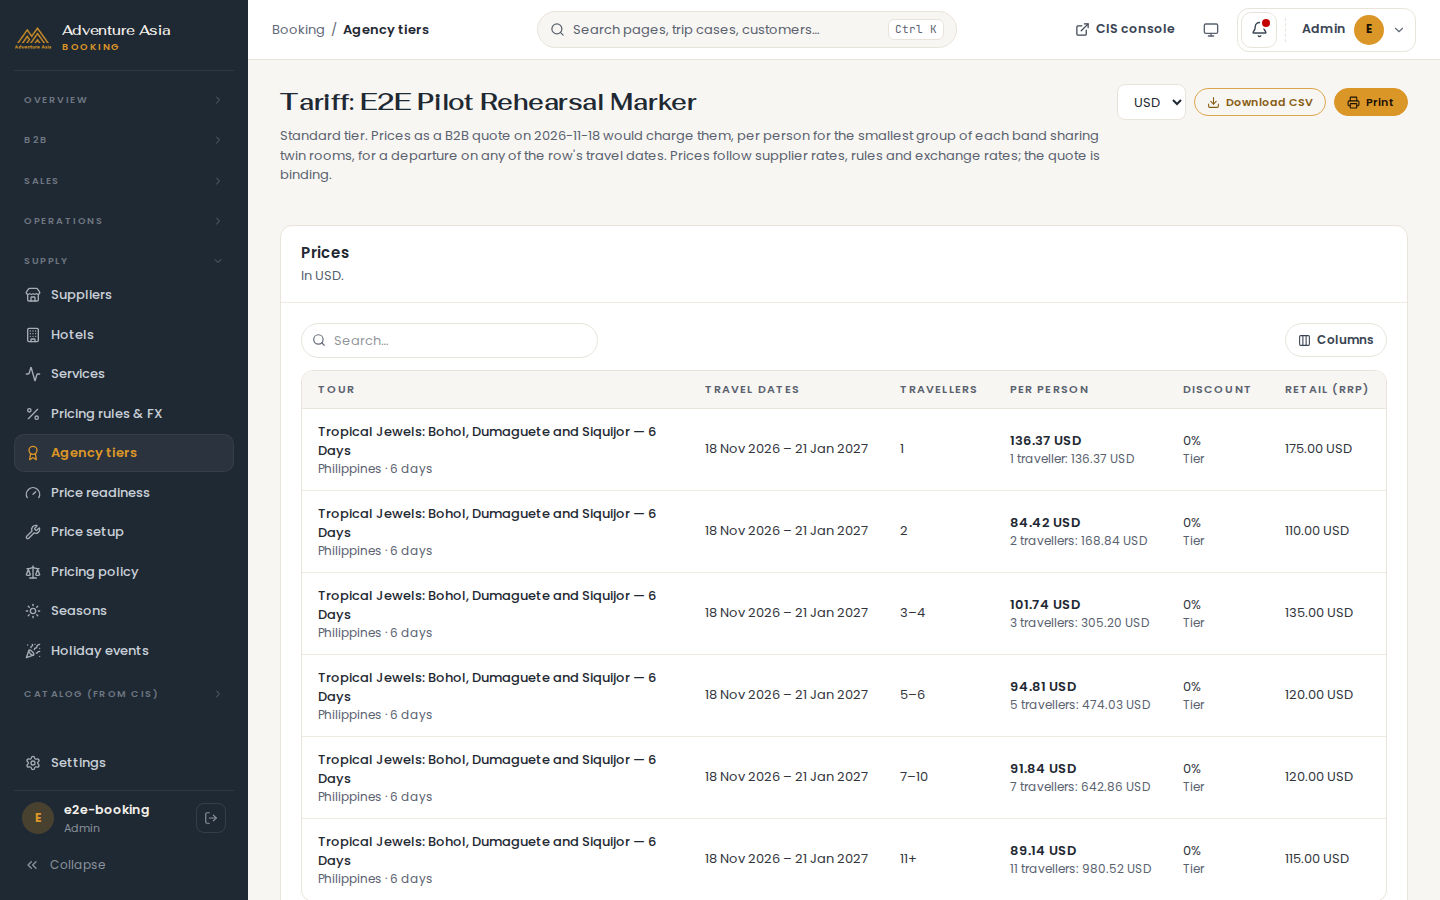 Adventure Asia
BOOKING
Adventure Asia
Booking / Agency tiers
Search pages, trip cases, customers...
Ctrl K
CIS console
Admin
E
OVERVIEW
B2B
SALES
OPERATIONS
SUPPLY
Suppliers
Hotels
Services
Pricing rules & FX
Agency tiers
Price readiness
Price setup
Pricing policy
Seasons
Holiday events
CATALOG (FROM CIS)
Settings
E
e2e-booking
Admin
Collapse
Tariff: E2E Pilot Rehearsal Marker
USD
Download CSV
Print
Standard tier. Prices as a B2B quote on 2026-11-18 would charge them, per person for the smallest group of each band sharing
twin rooms, for a departure on any of the row's travel dates. Prices follow supplier rates, rules and exchange rates; the quote is
binding.
Prices
In USD.
Search...
Columns
TOUR TRAVEL DATES TRAVELLERS PER PERSON DISCOUNT RETAIL (RRP)
Tropical Jewels: Bohol, Dumaguete and Siquijor — 6
Days
Philippines · 6 days
18 Nov 2026 – 21 Jan 2027
1
136.37 USD
1 traveller: 136.37 USD
0%
Tier
175.00 USD
Tropical Jewels: Bohol, Dumaguete and Siquijor — 6
Days
Philippines · 6 days
18 Nov 2026 – 21 Jan 2027
2
84.42 USD
2 travellers: 168.84 USD
0%
Tier
110.00 USD
Tropical Jewels: Bohol, Dumaguete and Siquijor — 6
Days
Philippines · 6 days
18 Nov 2026 – 21 Jan 2027
3–4
101.74 USD
3 travellers: 305.20 USD
0%
Tier
135.00 USD
Tropical Jewels: Bohol, Dumaguete and Siquijor — 6
Days
Philippines · 6 days
18 Nov 2026 – 21 Jan 2027
5–6
94.81 USD
5 travellers: 474.03 USD
0%
Tier
120.00 USD
Tropical Jewels: Bohol, Dumaguete and Siquijor — 6
Days
Philippines · 6 days
18 Nov 2026 – 21 Jan 2027
7–10
91.84 USD
7 travellers: 642.86 USD
0%
Tier
120.00 USD
Tropical Jewels: Bohol, Dumaguete and Siquijor — 6
Days
Philippines · 6 days
18 Nov 2026 – 21 Jan 2027
11+
89.14 USD
11 travellers: 980.52 USD
0%
Tier
115.00 USD